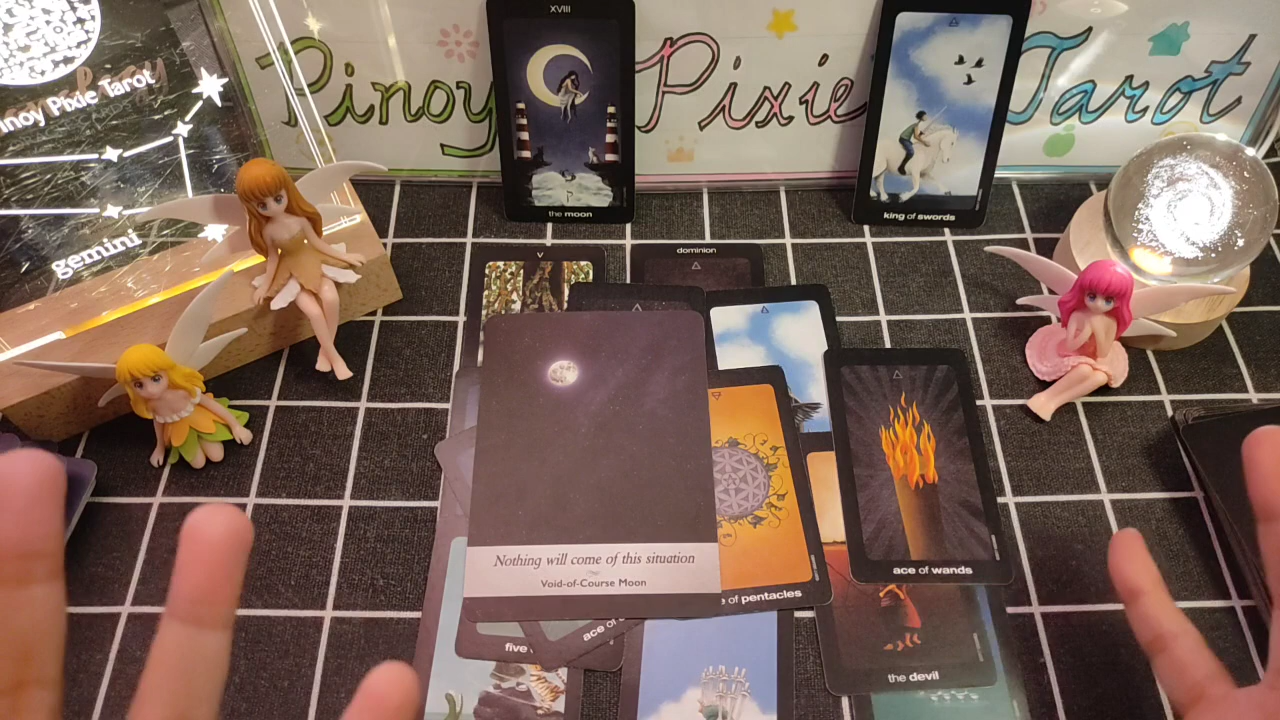 Pinoy Pixie Tarot
XVIII
the moon
king of swords
Pinoy Pixie Tarot
gemini
V
dominion
Nothing will come of this situation
Void-of-Course Moon
of pentacles
ace of wands
five
ace of
the devil